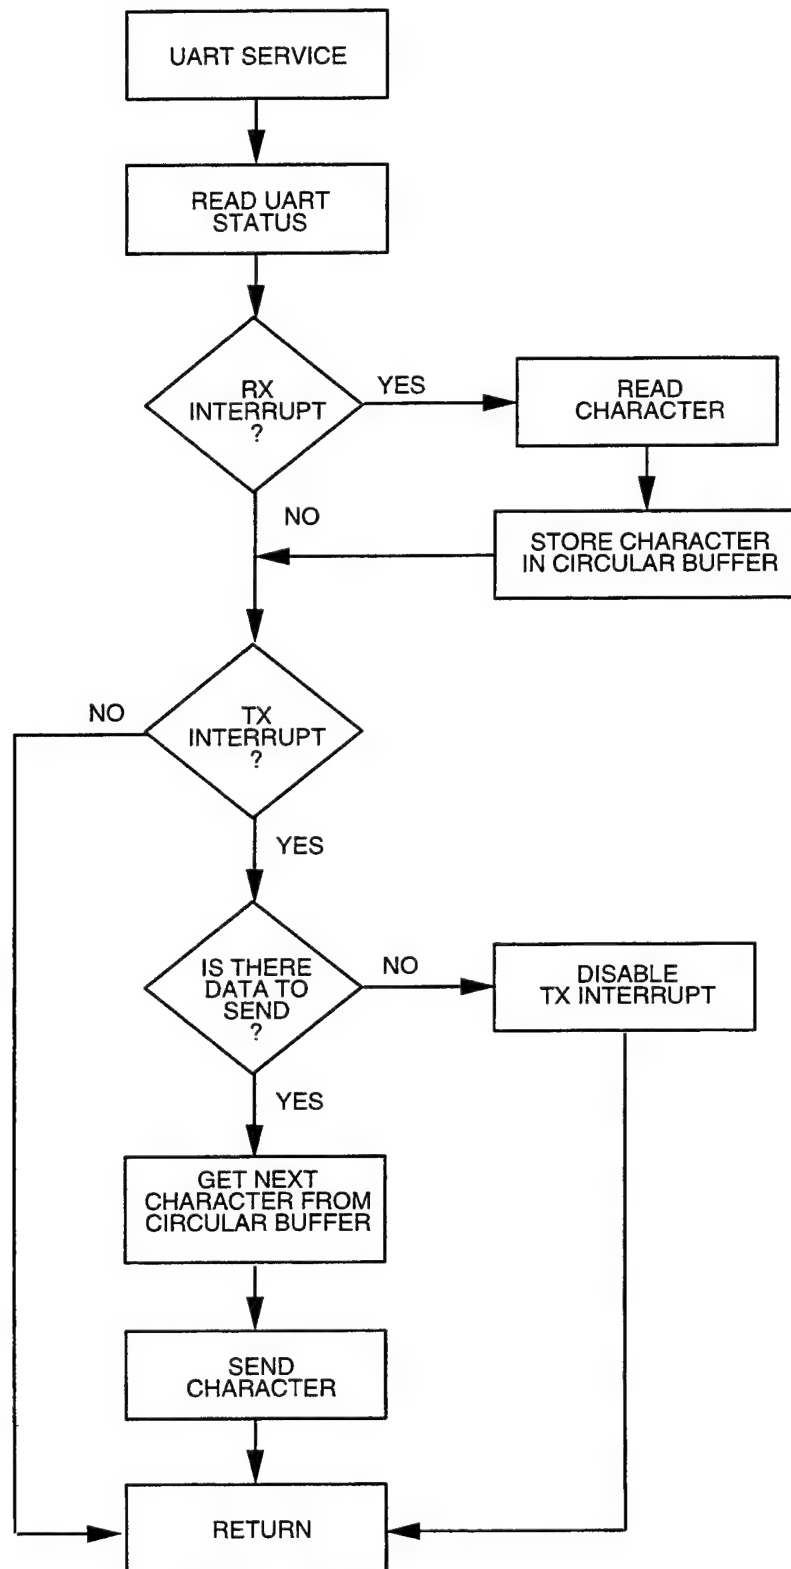 UART SERVICE
READ UART
STATUS
RX
INTERRUPT
?
YES
READ
CHARACTER
NO
STORE CHARACTER
IN CIRCULAR BUFFER
NO
TX
INTERRUPT
?
YES
IS THERE
DATA TO
SEND
?
NO
DISABLE
TX INTERRUPT
YES
GET NEXT
CHARACTER FROM
CIRCULAR BUFFER
SEND
CHARACTER
RETURN